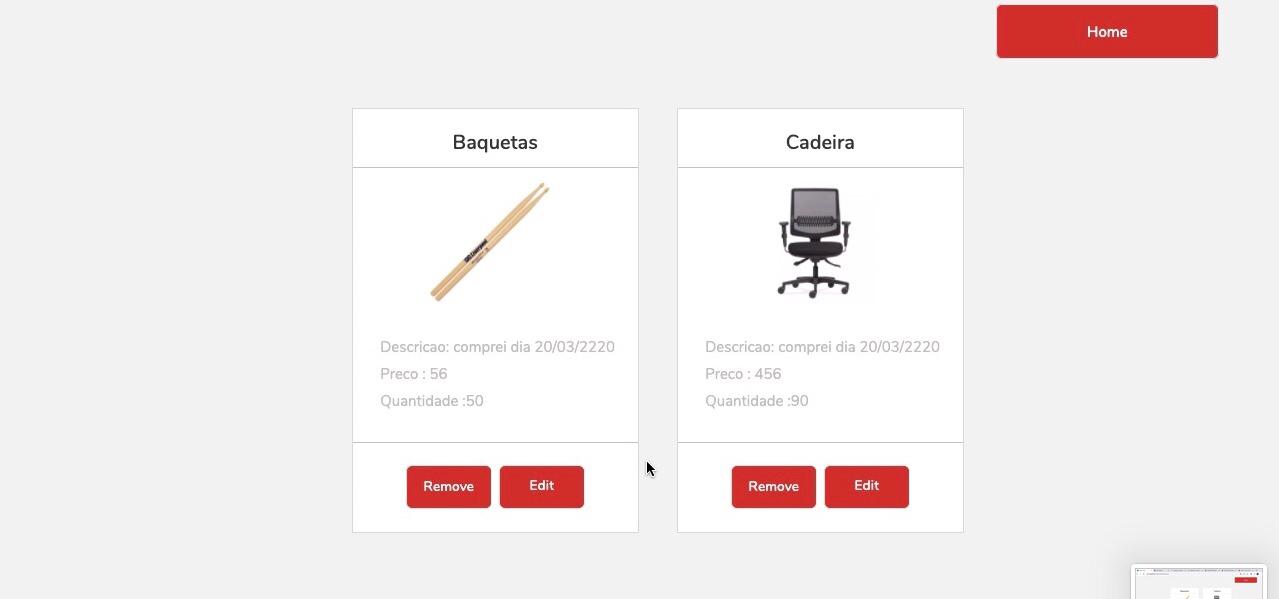 Home
Baquetas
Cadeira
Descricao: comprei dia 20/03/2220
Preco : 56
Quantidade :50
Descricao: comprei dia 20/03/2220
Preco : 456
Quantidade :90
Remove
Edit
Remove
Edit